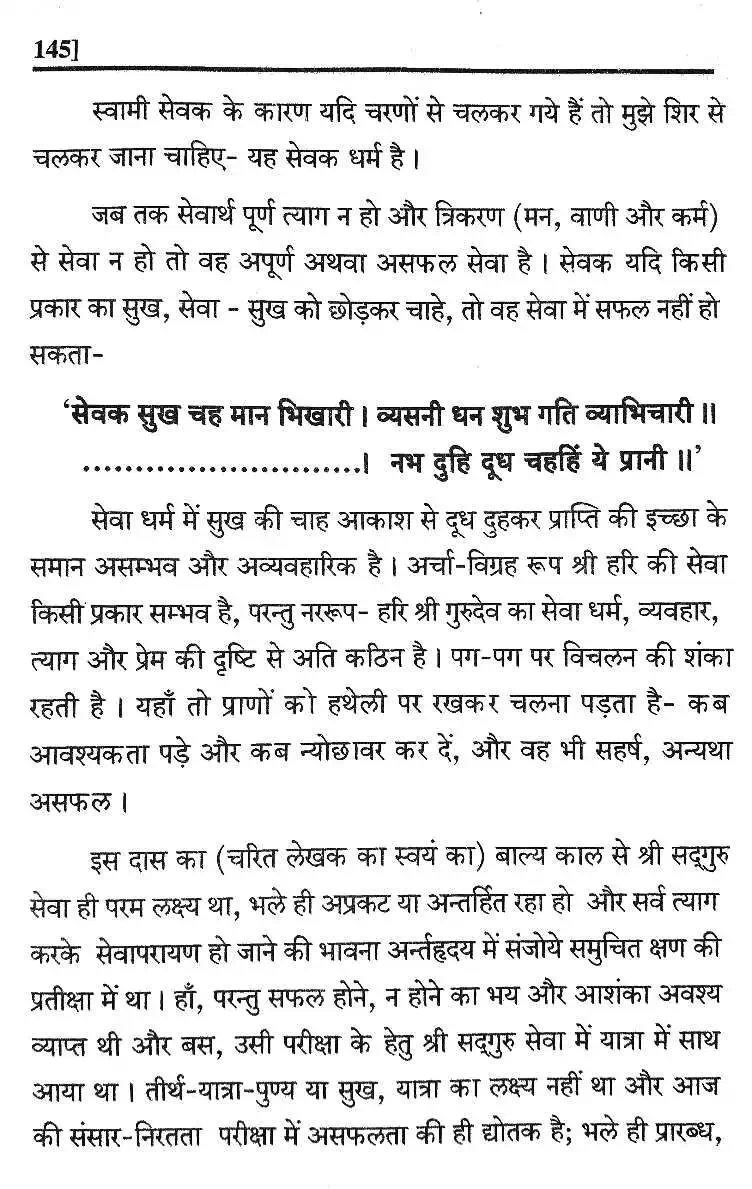 145]
स्वामी सेवक के कारण यदि चरणों से चलकर गये हैं तो मुझे शिर से
चलकर जाना चाहिए- यह सेवक धर्म है ।
जब तक सेवार्थ पूर्ण त्याग न हो और त्रिकरण (मन, वाणी और कर्म)
से सेवा न हो तो वह अपूर्ण अथवा असफल सेवा है । सेवक यदि किसी
प्रकार का सुख, सेवा - सुख को छोड़कर चाहे, तो वह सेवा में सफल नहीं हो
सकता-
‘सेवक सुख चह मान भिखारी । व्यसनी धन शुभ गति व्याभिचारी ॥
...........................। नभ दुहि दूध चहहिं ये प्रानी ॥’
सेवा धर्म में सुख की चाह आकाश से दूध दुहकर प्राप्ति की इच्छा के
समान असम्भव और अव्यवहारिक है । अर्चा-विग्रह रूप श्री हरि की सेवा
किसी प्रकार सम्भव है, परन्तु नररूप- हरि श्री गुरुदेव का सेवा धर्म, व्यवहार,
त्याग और प्रेम की दृष्टि से अति कठिन है । पग-पग पर विचलन की शंका
रहती है । यहाँ तो प्राणों को हथेली पर रखकर चलना पड़ता है- कब
आवश्यकता पड़े और कब न्योछावर कर दें, और वह भी सहर्ष, अन्यथा
असफल ।
इस दास का (चरित लेखक का स्वयं का) बाल्य काल से श्री सद्‌गुरु
सेवा ही परम लक्ष्य था, भले ही अप्रकट या अन्तर्हित रहा हो और सर्व त्याग
करके सेवापरायण हो जाने की भावना अर्न्तहृदय में संजोये समुचित क्षण की
प्रतीक्षा में था । हाँ, परन्तु सफल होने, न होने का भय और आशंका अवश्य
व्याप्त थी और बस, उसी परीक्षा के हेतु श्री सद्‌गुरु सेवा में यात्रा में साथ
आया था । तीर्थ-यात्रा-पुण्य या सुख, यात्रा का लक्ष्य नहीं था और आज
की संसार-निरतता परीक्षा में असफलता की ही द्योतक है; भले ही प्रारब्ध,